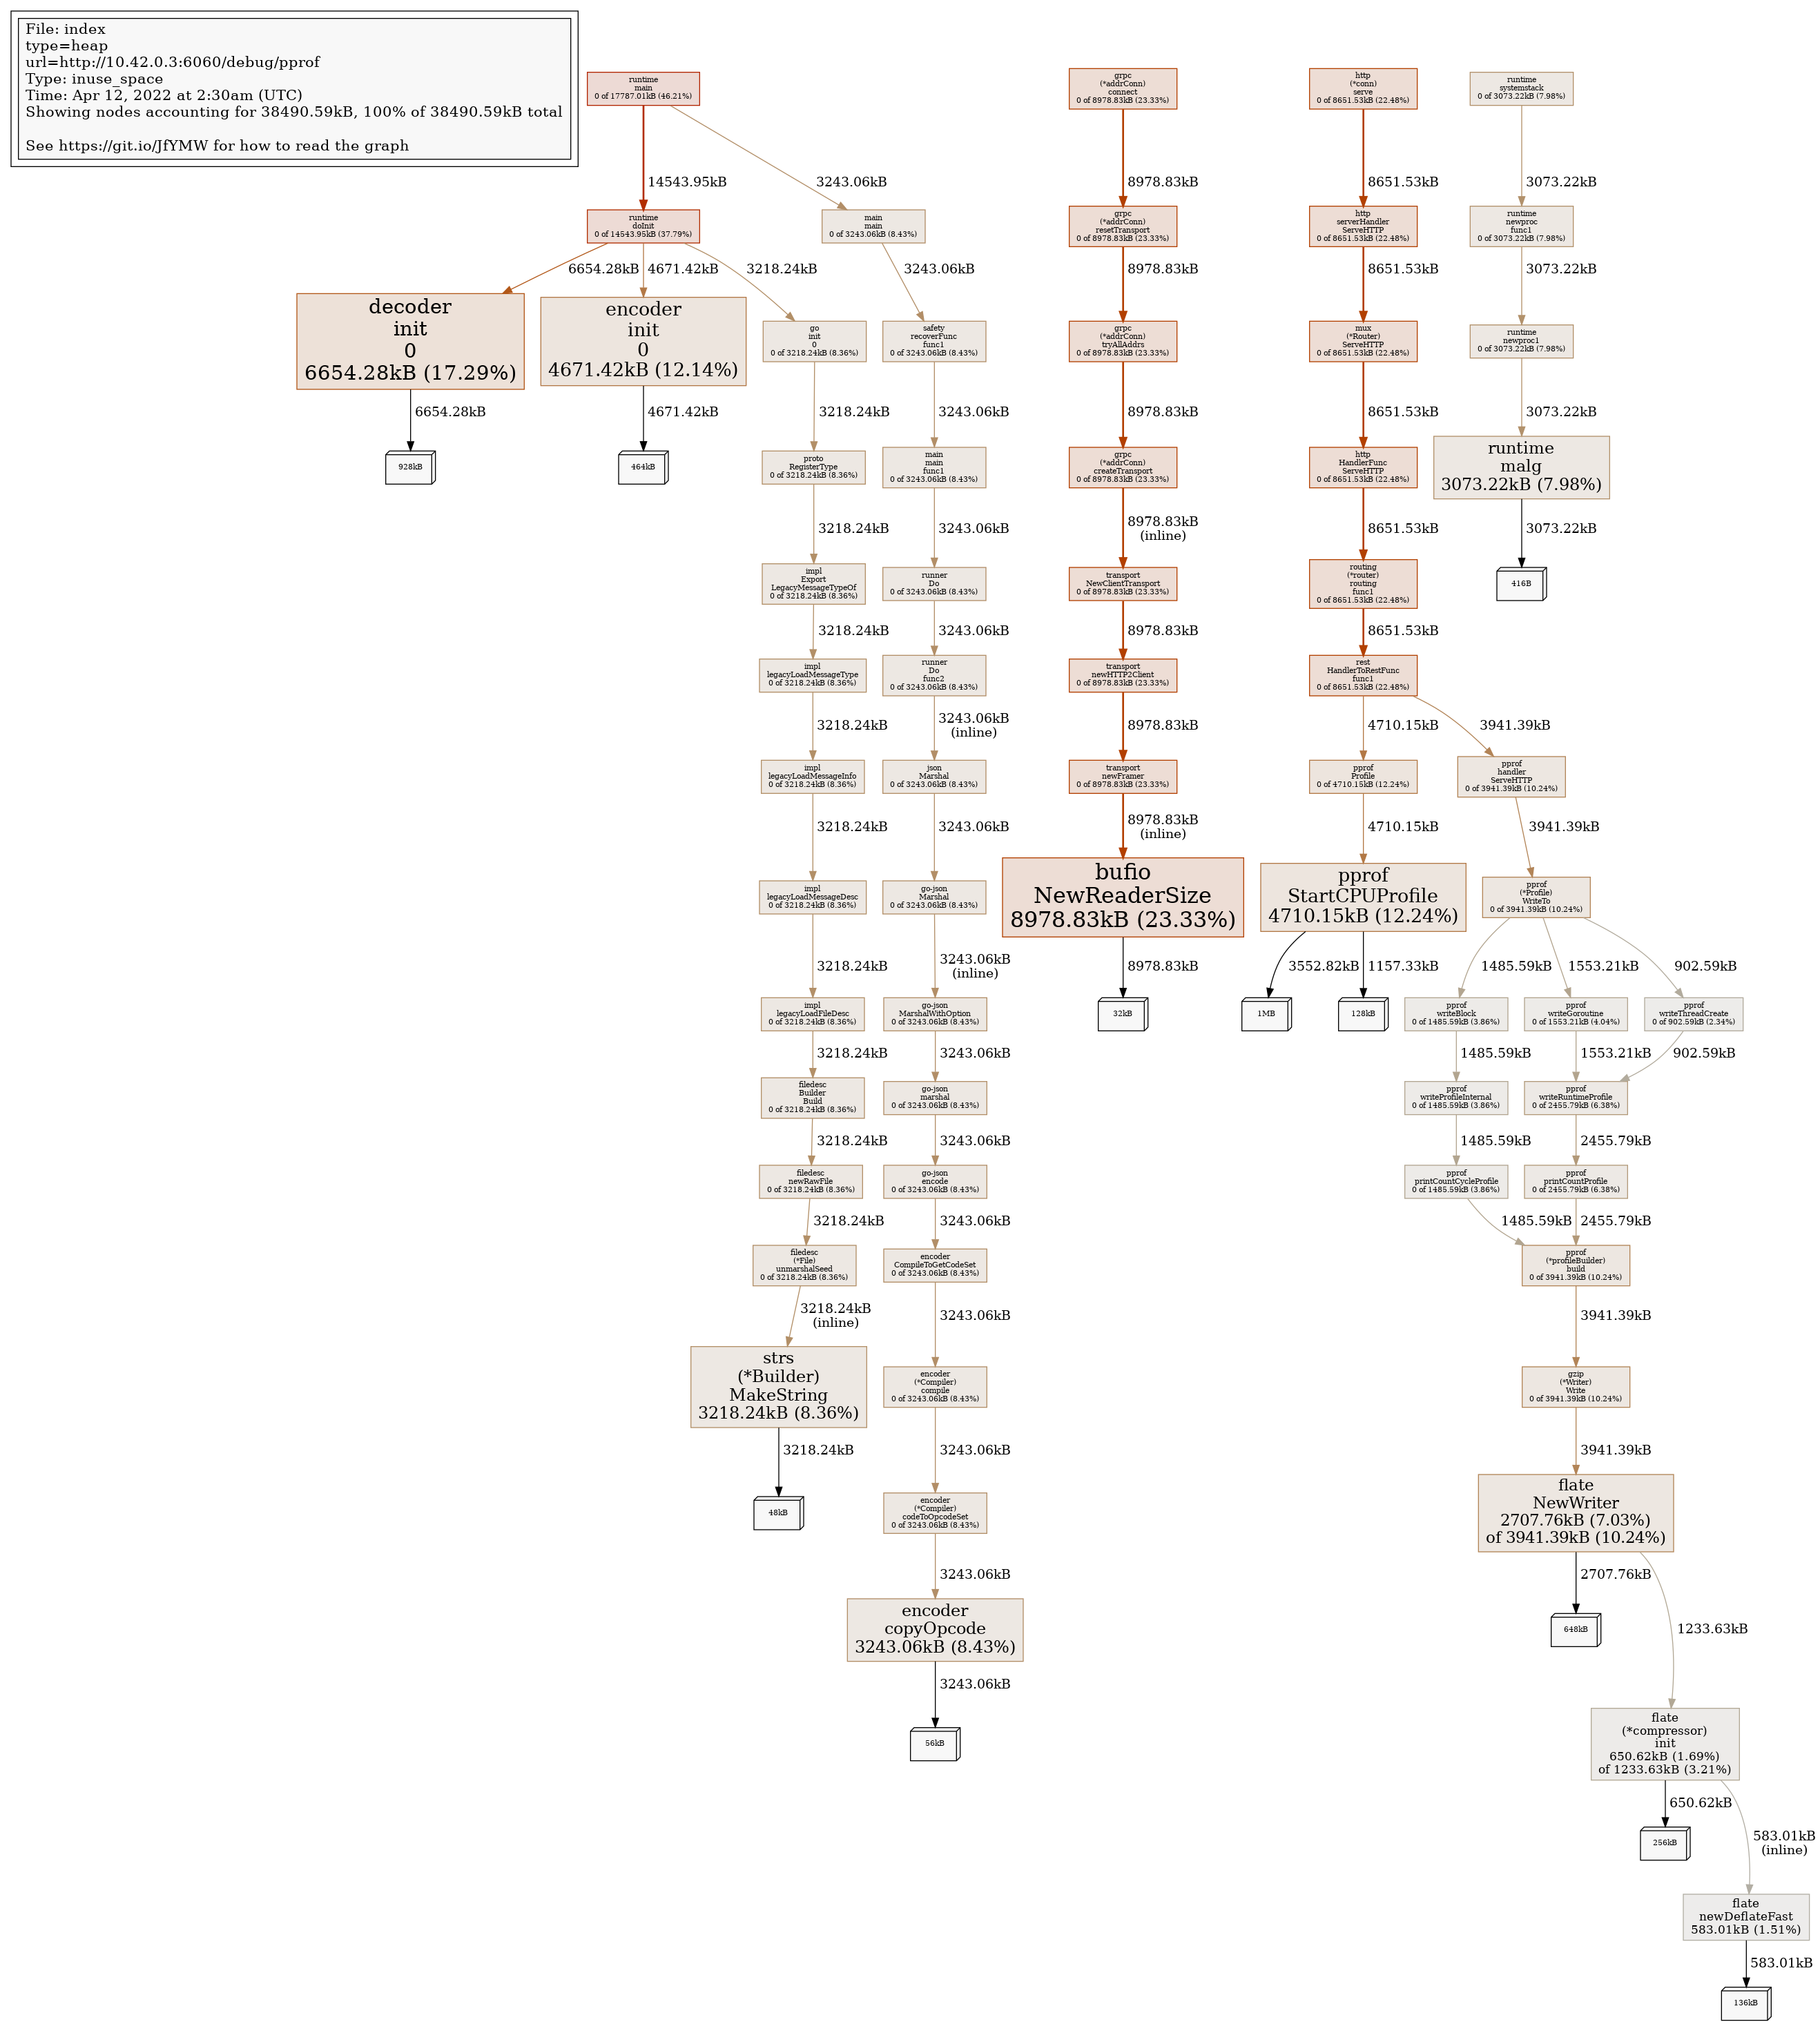 File: index
type=heap
url=http://10.42.0.3:6060/debug/pprof
Type: inuse_space
Time: Apr 12, 2022 at 2:30am (UTC)
Showing nodes accounting for 38490.59kB, 100% of 38490.59kB total
See https://git.io/JfYMW for how to read the graph
runtime
main
0 of 17787.01kB (46.21%)
grpc
(*addrConn)
connect
0 of 8978.83kB (23.33%)
http
(*conn)
serve
0 of 8651.53kB (22.48%)
runtime
systemstack
0 of 3073.22kB (7.98%)
14543.95kB
3243.06kB
8978.83kB
8651.53kB
3073.22kB
runtime
doInit
0 of 14543.95kB (37.79%)
main
main
0 of 3243.06kB (8.43%)
grpc
(*addrConn)
resetTransport
0 of 8978.83kB (23.33%)
http
serverHandler
ServeHTTP
0 of 8651.53kB (22.48%)
runtime
newproc
func1
0 of 3073.22kB (7.98%)
6654.28kB
4671.42kB
3218.24kB
3243.06kB
8978.83kB
8651.53kB
3073.22kB
decoder
init
0
6654.28kB (17.29%)
encoder
init
0
4671.42kB (12.14%)
go
init
0
0 of 3218.24kB (8.36%)
safety
recoverFunc
func1
0 of 3243.06kB (8.43%)
grpc
(*addrConn)
tryAllAddrs
0 of 8978.83kB (23.33%)
mux
(*Router)
ServeHTTP
0 of 8651.53kB (22.48%)
runtime
newproc1
0 of 3073.22kB (7.98%)
6654.28kB
4671.42kB
3218.24kB
3243.06kB
8978.83kB
8651.53kB
3073.22kB
928kB
464kB
proto
RegisterType
0 of 3218.24kB (8.36%)
main
main
func1
0 of 3243.06kB (8.43%)
grpc
(*addrConn)
createTransport
0 of 8978.83kB (23.33%)
http
HandlerFunc
ServeHTTP
0 of 8651.53kB (22.48%)
runtime
malg
3073.22kB (7.98%)
3218.24kB
3243.06kB
8978.83kB
(inline)
8651.53kB
3073.22kB
impl
Export
LegacyMessageTypeOf
0 of 3218.24kB (8.36%)
runner
Do
0 of 3243.06kB (8.43%)
transport
NewClientTransport
0 of 8978.83kB (23.33%)
routing
(*router)
routing
func1
0 of 8651.53kB (22.48%)
416B
3218.24kB
3243.06kB
8978.83kB
8651.53kB
impl
legacyLoadMessageType
0 of 3218.24kB (8.36%)
runner
Do
func2
0 of 3243.06kB (8.43%)
transport
newHTTP2Client
0 of 8978.83kB (23.33%)
rest
HandlerToRestFunc
func1
0 of 8651.53kB (22.48%)
3218.24kB
3243.06kB
(inline)
8978.83kB
4710.15kB
3941.39kB
impl
legacyLoadMessageInfo
0 of 3218.24kB (8.36%)
json
Marshal
0 of 3243.06kB (8.43%)
transport
newFramer
0 of 8978.83kB (23.33%)
pprof
Profile
0 of 4710.15kB (12.24%)
pprof
handler
ServeHTTP
0 of 3941.39kB (10.24%)
3218.24kB
3243.06kB
8978.83kB
(inline)
4710.15kB
3941.39kB
impl
legacyLoadMessageDesc
0 of 3218.24kB (8.36%)
go-json
Marshal
0 of 3243.06kB (8.43%)
bufio
NewReaderSize
8978.83kB (23.33%)
pprof
StartCPUProfile
4710.15kB (12.24%)
pprof
(*Profile)
WriteTo
0 of 3941.39kB (10.24%)
3218.24kB
3243.06kB
(inline)
8978.83kB
3552.82kB
1157.33kB
1485.59kB
1553.21kB
902.59kB
impl
legacyLoadFileDesc
0 of 3218.24kB (8.36%)
go-json
MarshalWithOption
0 of 3243.06kB (8.43%)
32kB
1MB
128kB
pprof
writeBlock
0 of 1485.59kB (3.86%)
pprof
writeGoroutine
0 of 1553.21kB (4.04%)
pprof
writeThreadCreate
0 of 902.59kB (2.34%)
3218.24kB
3243.06kB
1485.59kB
1553.21kB
902.59kB
filedesc
Builder
Build
0 of 3218.24kB (8.36%)
go-json
marshal
0 of 3243.06kB (8.43%)
pprof
writeProfileInternal
0 of 1485.59kB (3.86%)
pprof
writeRuntimeProfile
0 of 2455.79kB (6.38%)
3218.24kB
3243.06kB
1485.59kB
2455.79kB
filedesc
newRawFile
0 of 3218.24kB (8.36%)
go-json
encode
0 of 3243.06kB (8.43%)
pprof
printCountCycleProfile
0 of 1485.59kB (3.86%)
pprof
printCountProfile
0 of 2455.79kB (6.38%)
3218.24kB
3243.06kB
1485.59kB
2455.79kB
filedesc
(*File)
unmarshalSeed
0 of 3218.24kB (8.36%)
encoder
CompileToGetCodeSet
0 of 3243.06kB (8.43%)
pprof
(*profileBuilder)
build
0 of 3941.39kB (10.24%)
3218.24kB
(inline)
3243.06kB
3941.39kB
strs
(*Builder)
MakeString
3218.24kB (8.36%)
encoder
(*Compiler)
compile
0 of 3243.06kB (8.43%)
gzip
(*Writer)
Write
0 of 3941.39kB (10.24%)
3218.24kB
3243.06kB
3941.39kB
48kB
encoder
(*Compiler)
codeToOpcodeSet
0 of 3243.06kB (8.43%)
flate
NewWriter
2707.76kB (7.03%)
of 3941.39kB (10.24%)
3243.06kB
2707.76kB
1233.63kB
encoder
copyOpcode
3243.06kB (8.43%)
648kB
3243.06kB
56kB
flate
(*compressor)
init
650.62kB (1.69%)
of 1233.63kB (3.21%)
650.62kB
583.01kB
(inline)
256kB
flate
newDeflateFast
583.01kB (1.51%)
583.01kB
136kB